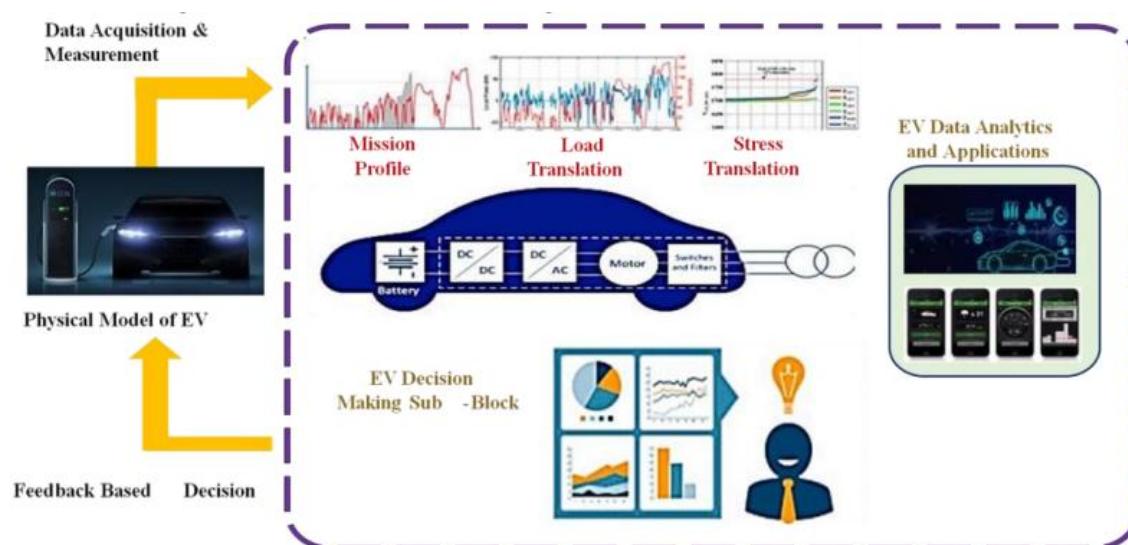 Data Acquisition &
Measurement
Mission
Profile
Load
Translation
Stress
Translation
EV Data Analytics
and Applications
Battery
DC
DC
DC
AC
Motor
Switches
and Filters
Physical Model of EV
EV Decision
Making Sub -Block
Feedback Based Decision